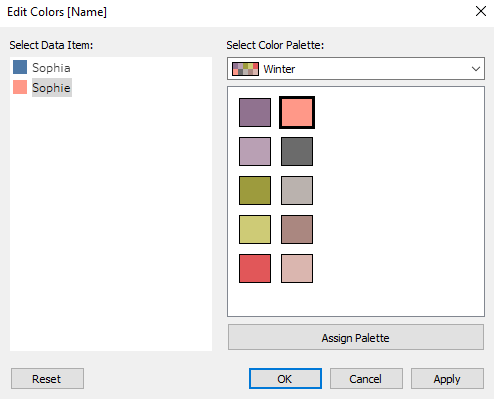 Edit Colors [Name]
Select Data Item:
Sophia
Sophie
Select Color Palette:
Winter
Assign Palette
Reset
OK
Cancel
Apply